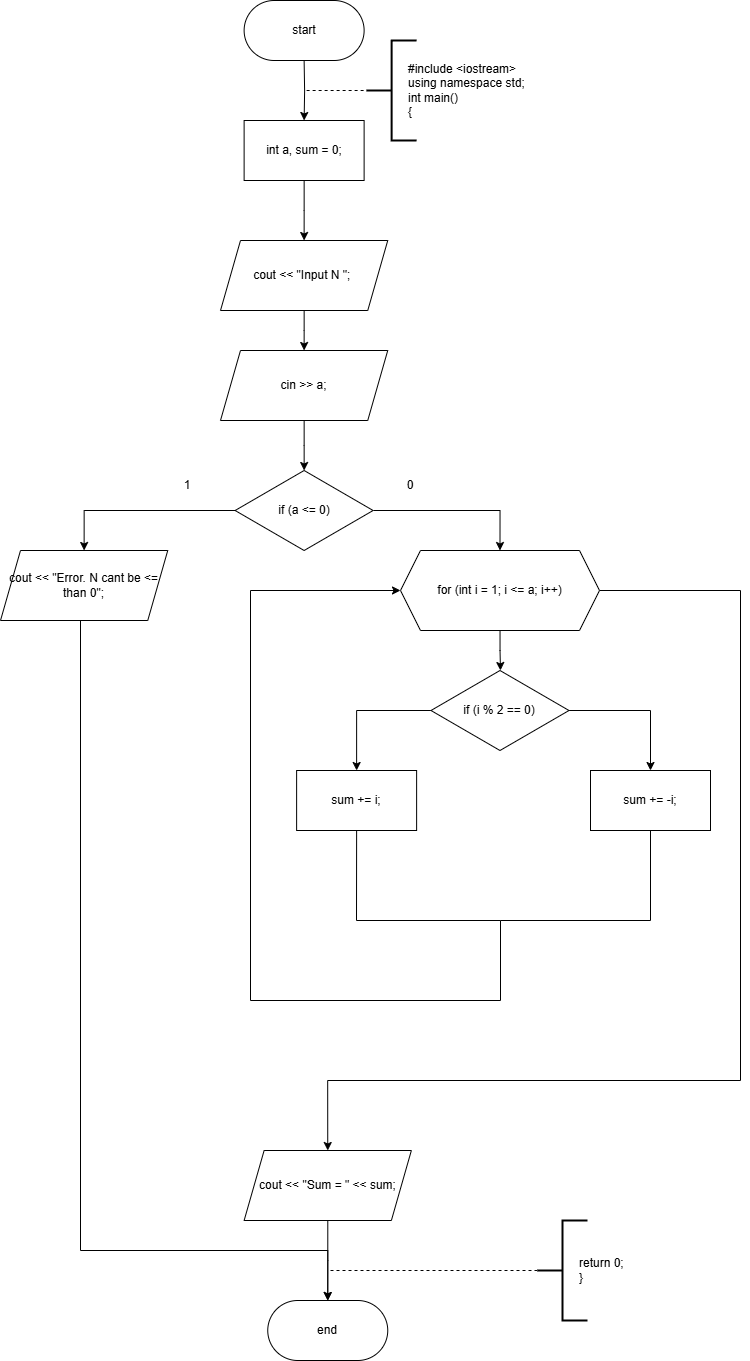 start
#include <iostream>
using namespace std;
int main()
{
int a, sum = 0;
cout << "Input N ";
cin >> a;
1
0
if (a <= 0)
cout << "Error. N cant be <=
than 0";
for (int i = 1; i <= a; i++)
if (i % 2 == 0)
sum += i;
sum += -i;
cout << "Sum = " << sum;
return 0;
}
end